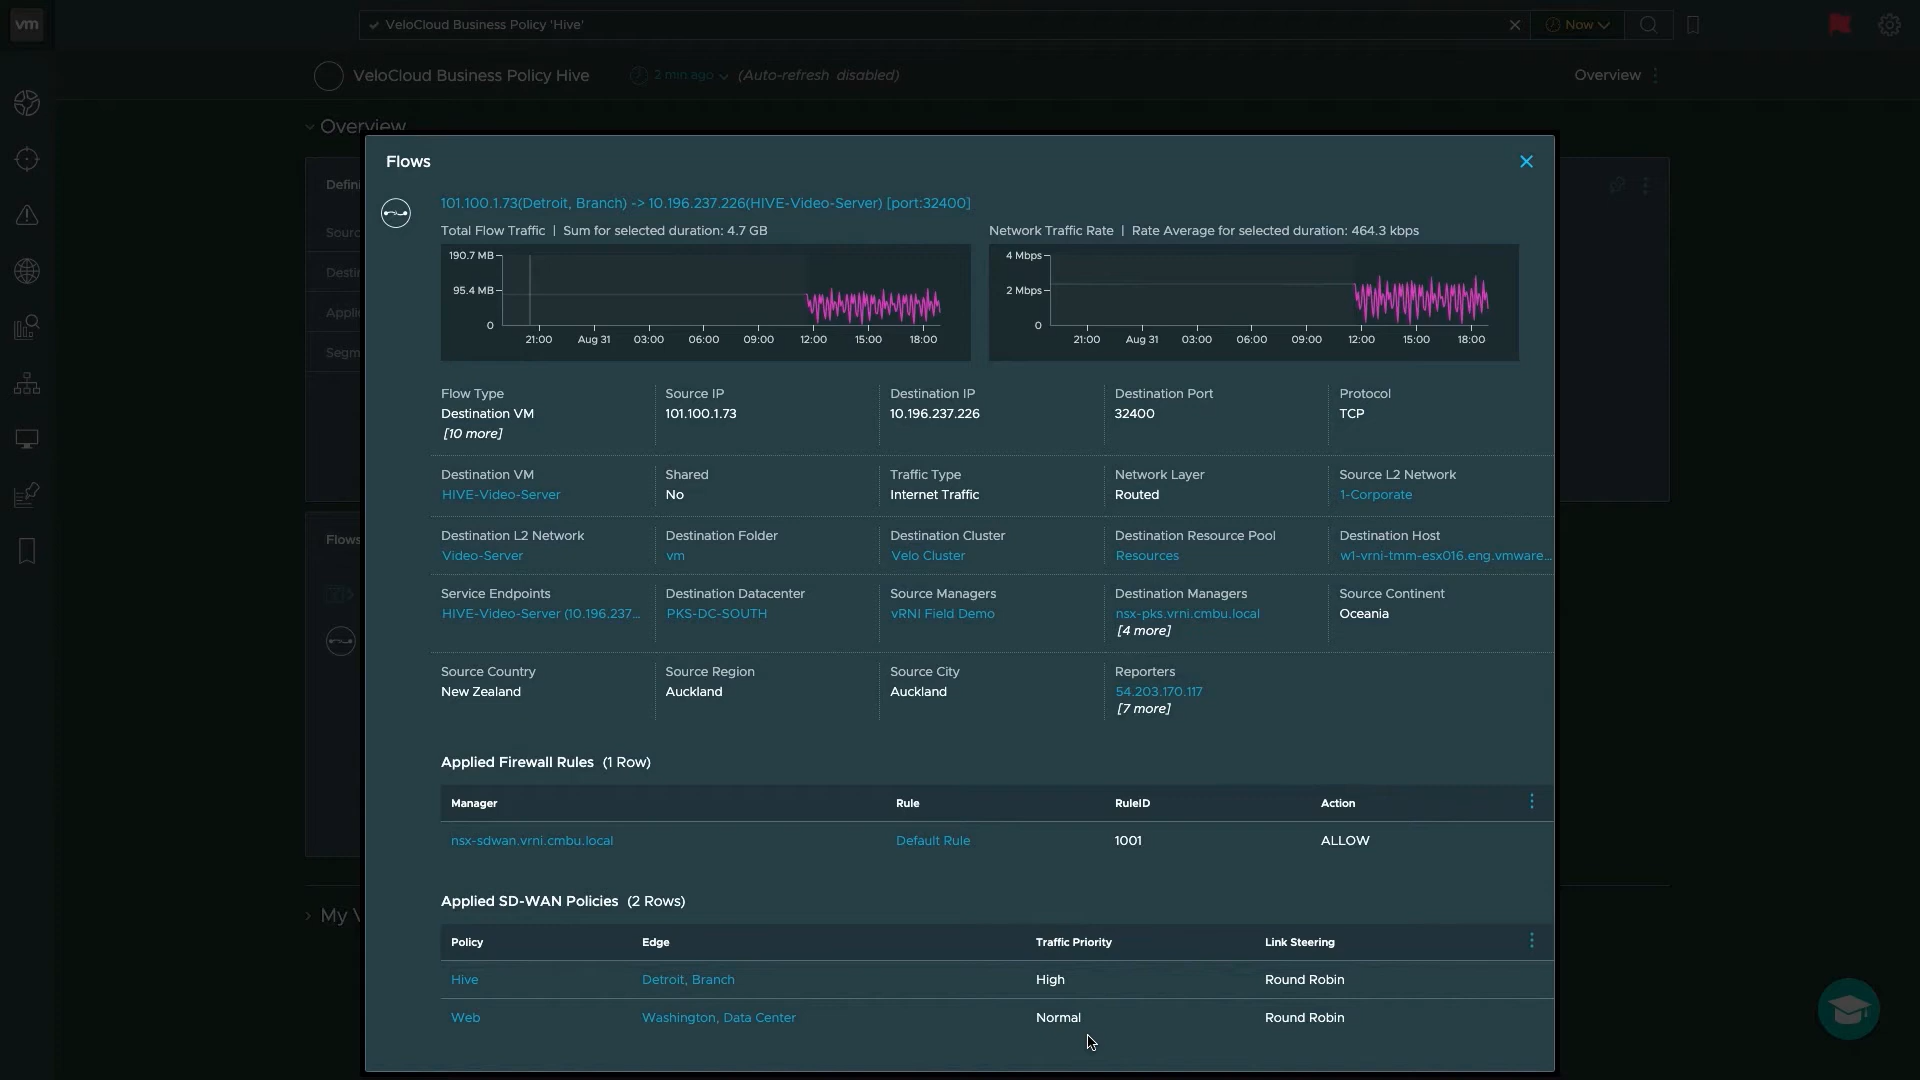 vm
VeloCloud Business Policy 'Hive'
Now
VeloCloud Business Policy Hive
2 min ago
(Auto-refresh disabled)
Overview
Overview
Flows
Defini
Sourc
Destin
Applic
Segm
Flows
My V
101.100.1.73(Detroit, Branch) -> 10.196.237.226(HIVE-Video-Server) [port:32400]
Total Flow Traffic | Sum for selected duration: 4.7 GB
190.7 MB
95.4 MB
0
21:00 Aug 31 03:00 06:00 09:00 12:00 15:00 18:00
Network Traffic Rate | Rate Average for selected duration: 464.3 kbps
4 Mbps
2 Mbps
0
21:00 Aug 31 03:00 06:00 09:00 12:00 15:00 18:00
Flow Type
Destination VM
[10 more]
Source IP
101.100.1.73
Destination IP
10.196.237.226
Destination Port
32400
Protocol
TCP
Destination VM
HIVE-Video-Server
Shared
No
Traffic Type
Internet Traffic
Network Layer
Routed
Source L2 Network
1-Corporate
Destination L2 Network
Video-Server
Destination Folder
vm
Destination Cluster
Velo Cluster
Destination Resource Pool
Resources
Destination Host
w1-vrni-tmm-esx016.eng.vmware...
Service Endpoints
HIVE-Video-Server (10.196.237...
Destination Datacenter
PKS-DC-SOUTH
Source Managers
vRNI Field Demo
Destination Managers
nsx-pks.vrni.cmbu.local
[4 more]
Source Continent
Oceania
Source Country
New Zealand
Source Region
Auckland
Source City
Auckland
Reporters
54.203.170.117
[7 more]
Applied Firewall Rules (1 Row)
Manager Rule RuleID Action
nsx-sdwan.vrni.cmbu.local Default Rule 1001 ALLOW
Applied SD-WAN Policies (2 Rows)
Policy Edge Traffic Priority Link Steering
Hive Detroit, Branch High Round Robin
Web Washington, Data Center Normal Round Robin